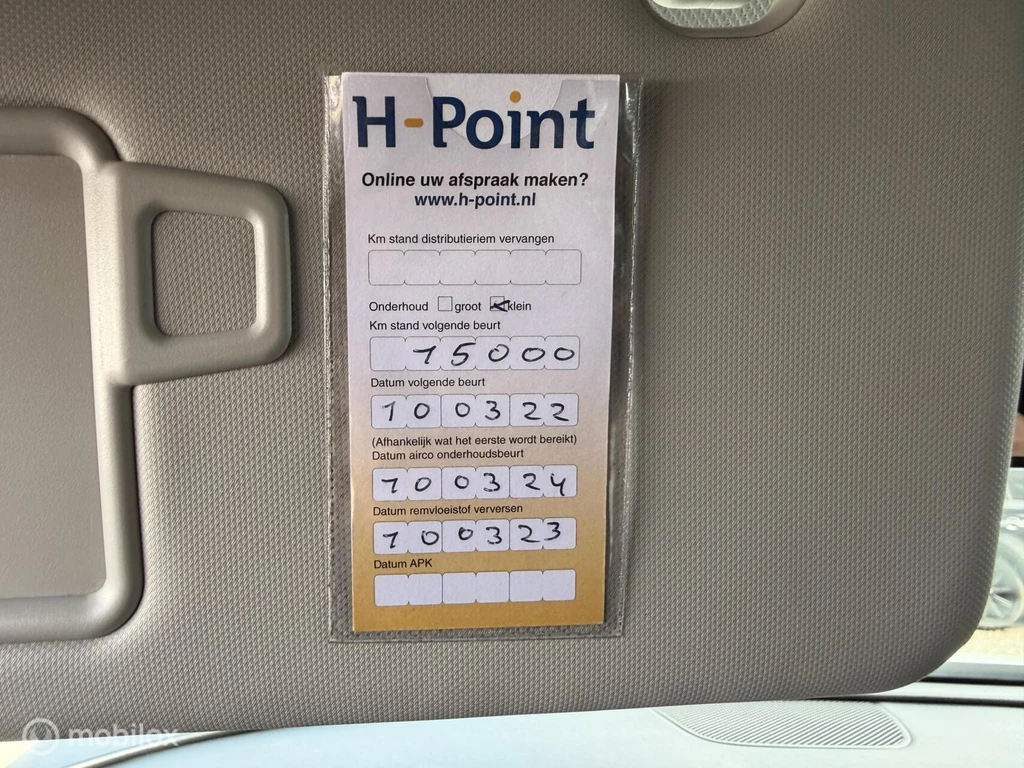 H-Point
Online uw afspraak maken?
www.h-point.nl
Km stand distributieriem vervangen
Onderhoud groot klein
Km stand volgende beurt
15000
Datum volgende beurt
100322
(Afhankelijk wat het eerste wordt bereikt)
Datum airco onderhoudsbeurt
100324
Datum remvloeistof verversen
100323
Datum APK
mobilox